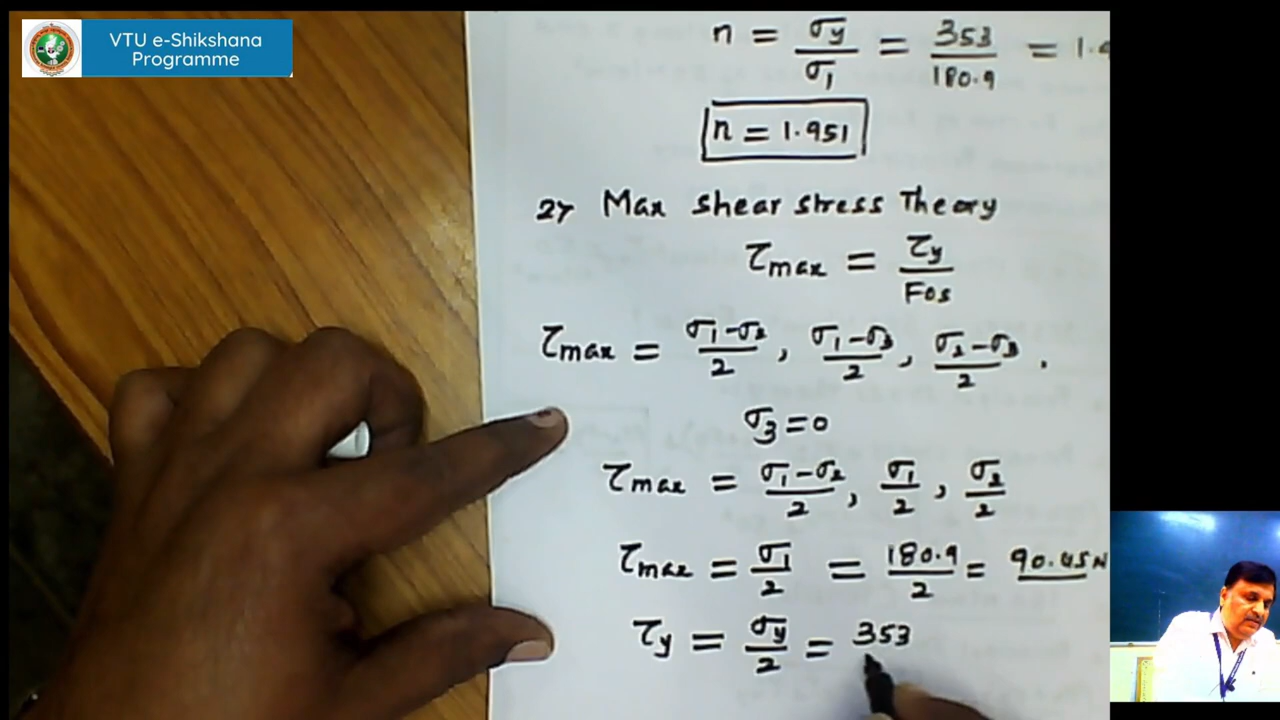 VTU e-Shikshana
Programme
n = σy/σ1 = 353/180.9 = 1.9
n = 1.951
2> Max shear stress Theory
τmax = τy/Fos
τmax = σ1-σ2/2, σ1-σ3/2, σ2-σ3/2.
σ3 = 0
τmax = σ1-σ2/2, σ1/2, σ2/2
τmax = σ1/2 = 180.9/2 = 90.45N
τy = σy/2 = 353